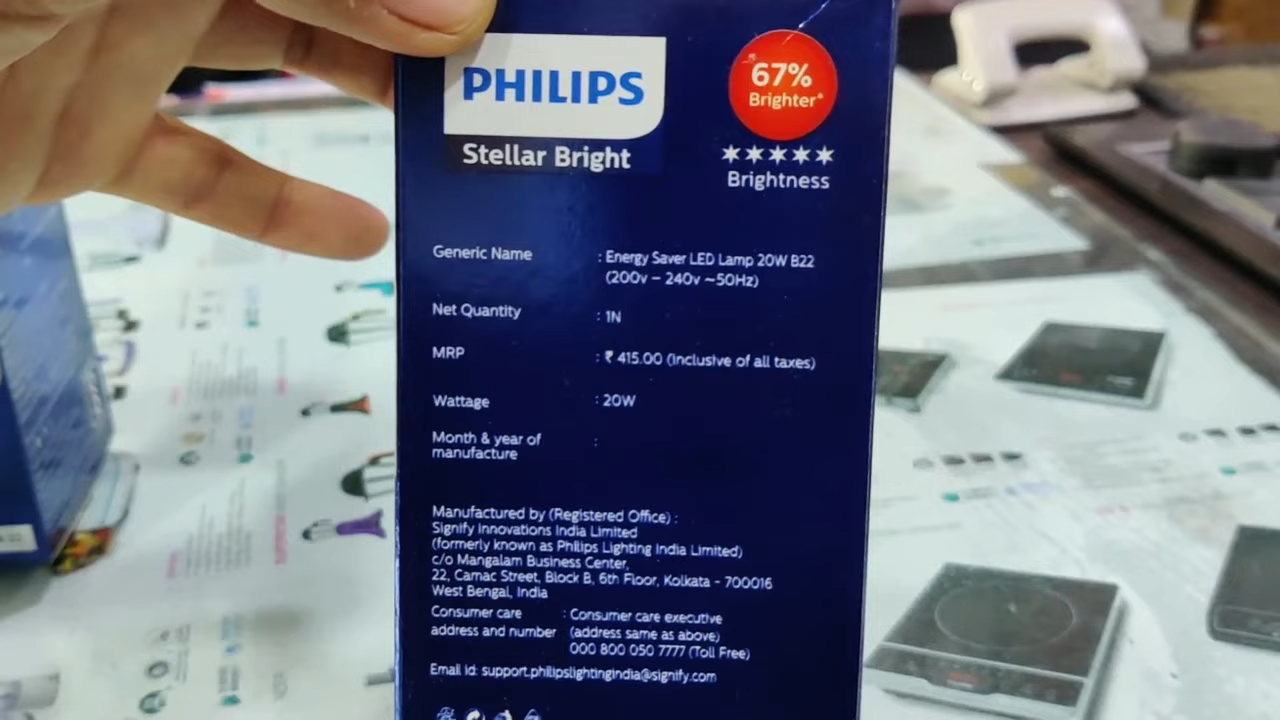 PHILIPS
Stellar Bright
67%
Brighter*
Brightness
Generic Name : Energy Saver LED Lamp 20W B22
(200v – 240v ~50Hz)
Net Quantity : 1N
MRP : ₹ 415.00 (Inclusive of all taxes)
Wattage : 20W
Month & year of
manufacture :
Manufactured by (Registered Office) :
Signify Innovations India Limited
(formerly known as Philips Lighting India Limited)
c/o Mangalam Business Center,
22, Camac Street, Block B, 6th Floor, Kolkata - 700016
West Bengal, India
Consumer care : Consumer care executive
address and number (address same as above)
000 800 050 7777 (Toll Free)
Email id: support.philipslightingindia@signify.com